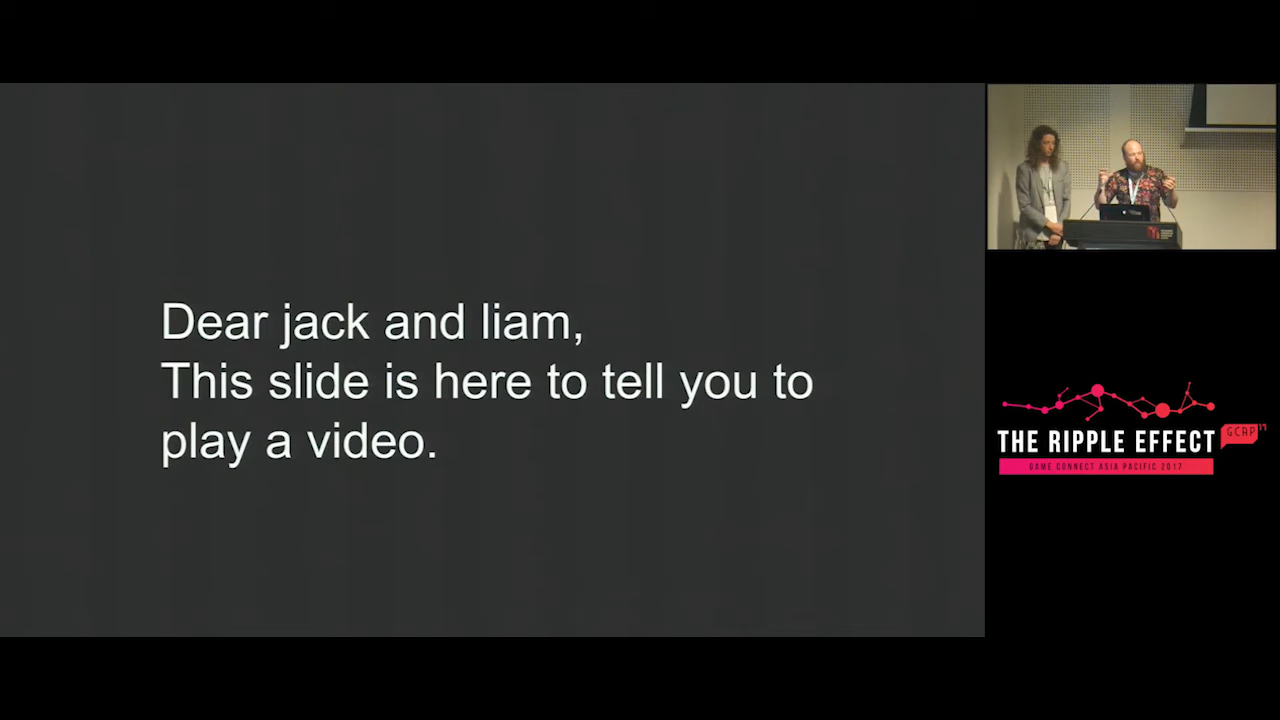 Dear jack and liam,
This slide is here to tell you to
play a video.
THE RIPPLE EFFECT
GCAP
GAME CONNECT ASIA PACIFIC 2017